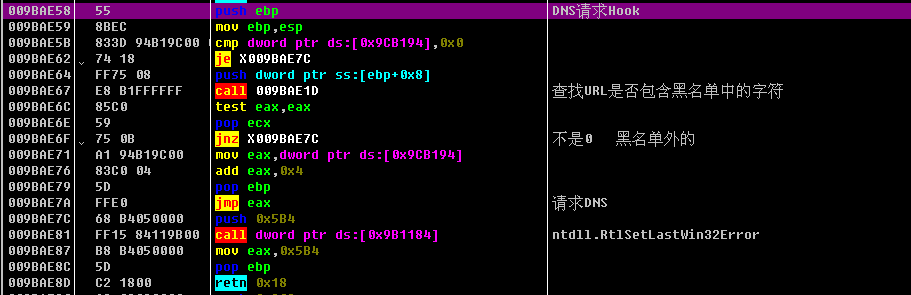 009BAE58 55 push ebp DNS请求Hook
009BAE59 8BEC mov ebp,esp
009BAE5B 833D 94B19C00 cmp dword ptr ds:[0x9CB194],0x0
009BAE62 74 18 je X009BAE7C
009BAE64 FF75 08 push dword ptr ss:[ebp+0x8]
009BAE67 E8 B1FFFFFF call 009BAE1D 查找URL是否包含黑名单中的字符
009BAE6C 85C0 test eax,eax
009BAE6E 59 pop ecx
009BAE6F 75 0B jnz X009BAE7C 不是0 黑名单外的
009BAE71 A1 94B19C00 mov eax,dword ptr ds:[0x9CB194]
009BAE76 83C0 04 add eax,0x4
009BAE79 5D pop ebp
009BAE7A FFE0 jmp eax 请求DNS
009BAE7C 68 B4050000 push 0x5B4
009BAE81 FF15 84119B00 call dword ptr ds:[0x9B1184] ntdll.RtlSetLastWin32Error
009BAE87 B8 B4050000 mov eax,0x5B4
009BAE8C 5D pop ebp
009BAE8D C2 1800 retn 0x18